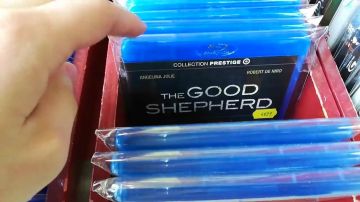 COLLECTION PRESTIGE
ANGELINA JOLIE ROBERT DE NIRO
THE GOOD
SHEPHERD